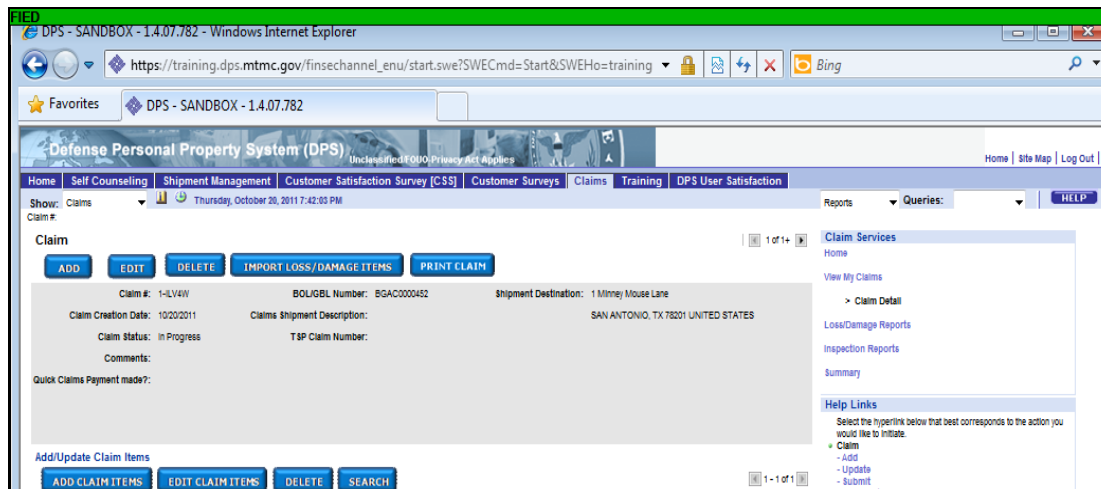 FIED
DPS - SANDBOX - 1.4.07.782 - Windows Internet Explorer
https://training.dps.mtmc.gov/finsechannel_enu/start.swe?SWECmd=Start&SWEHo=training
Bing
Favorites
DPS - SANDBOX - 1.4.07.782
Defense Personal Property System (DPS)
Unclassified/FOUO-Privacy Act Applies
Home | Site Map | Log Out |
Home Self Counseling Shipment Management Customer Satisfaction Survey [CSS] Customer Surveys Claims Training DPS User Satisfaction
Show: Claims Thursday, October 20, 2011 7:42:03 PM Reports Queries: HELP
Claim #:
Claim
1 of 1+
ADD EDIT DELETE IMPORT LOSS/DAMAGE ITEMS PRINT CLAIM
Claim #: 1-ILV4W BOL/GBL Number: BGAC0000452 Shipment Destination: 1 Minney Mouse Lane
Claim Creation Date: 10/20/2011 Claims Shipment Description: SAN ANTONIO, TX 78201 UNITED STATES
Claim Status: In Progress TSP Claim Number:
Comments:
Quick Claims Payment made?:
Add/Update Claim Items
ADD CLAIM ITEMS EDIT CLAIM ITEMS DELETE SEARCH
1 - 1 of 1
Claim Services
Home
View My Claims
> Claim Detail
Loss/Damage Reports
Inspection Reports
Summary
Help Links
Select the hyperlink below that best corresponds to the action you
would like to initiate.
Claim
- Add
- Update
- Submit